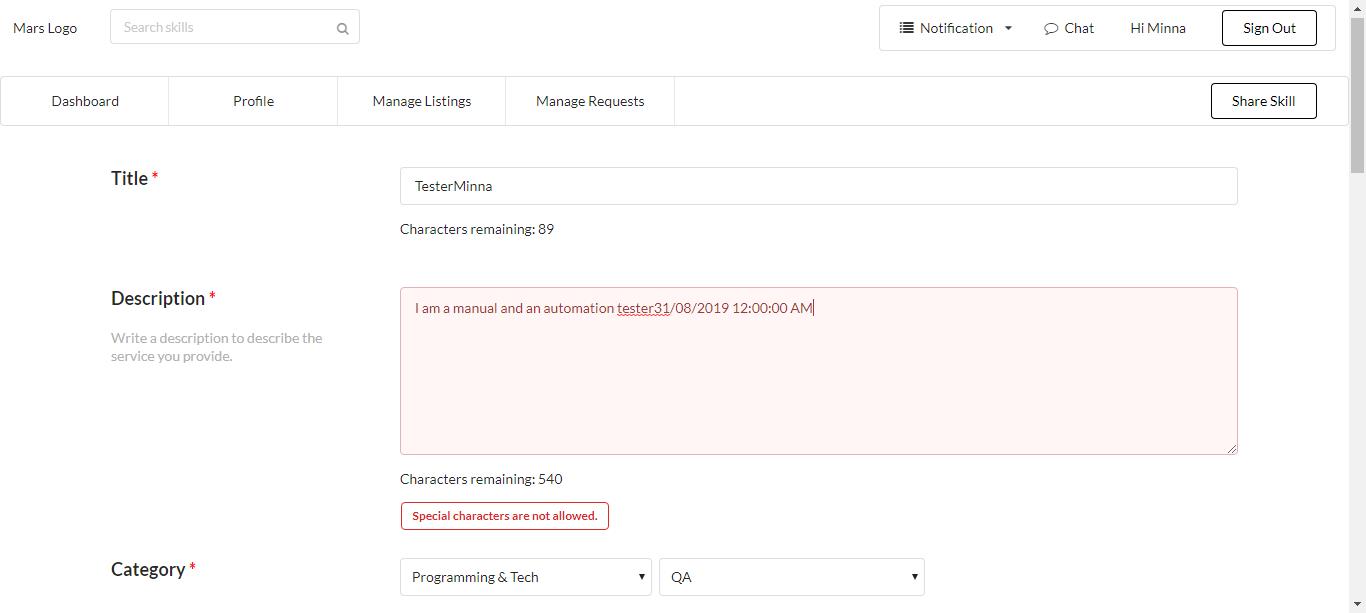 Mars Logo
Search skills
Notification
Chat
Hi Minna
Sign Out
Dashboard
Profile
Manage Listings
Manage Requests
Share Skill
Title *
TesterMinna
Characters remaining: 89
Description *
Write a description to describe the
service you provide.
I am a manual and an automation tester31/08/2019 12:00:00 AM
Characters remaining: 540
Special characters are not allowed.
Category *
Programming & Tech
QA